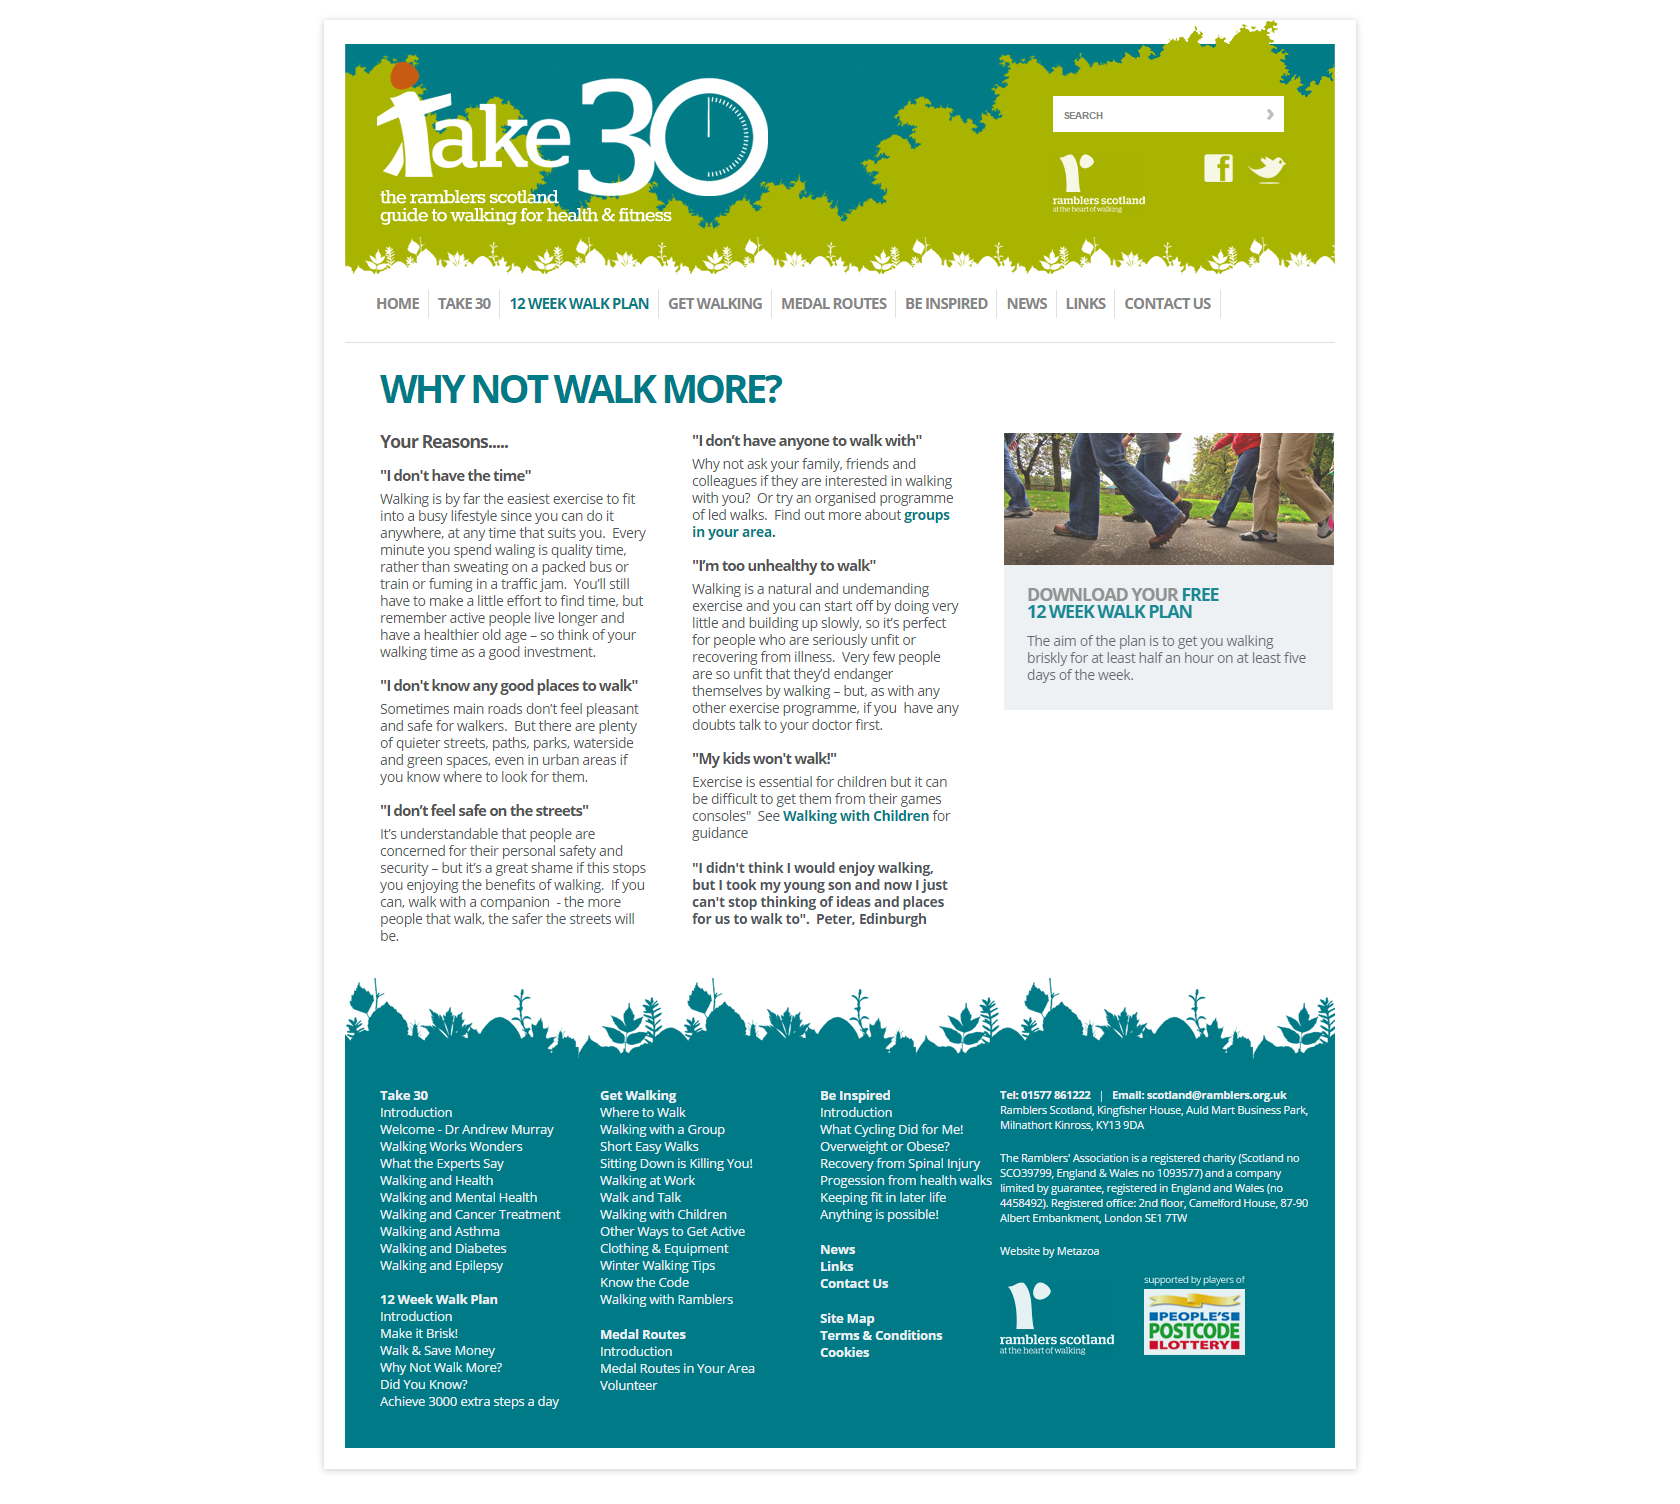 Take 30
the ramblers scotland
guide to walking for health & fitness
SEARCH
ramblers scotland
at the heart of walking
HOME
TAKE 30
12 WEEK WALK PLAN
GET WALKING
MEDAL ROUTES
BE INSPIRED
NEWS
LINKS
CONTACT US
WHY NOT WALK MORE?
Your Reasons.....
"I don't have the time"
Walking is by far the easiest exercise to fit
into a busy lifestyle since you can do it
anywhere, at any time that suits you.  Every
minute you spend waling is quality time,
rather than sweating on a packed bus or
train or fuming in a traffic jam.  You’ll still
have to make a little effort to find time, but
remember active people live longer and
have a healthier old age – so think of your
walking time as a good investment.
"I don't know any good places to walk"
Sometimes main roads don’t feel pleasant
and safe for walkers.  But there are plenty
of quieter streets, paths, parks, waterside
and green spaces, even in urban areas if
you know where to look for them.
"I don’t feel safe on the streets"
It’s understandable that people are
concerned for their personal safety and
security – but it’s a great shame if this stops
you enjoying the benefits of walking.  If you
can, walk with a companion  - the more
people that walk, the safer the streets will
be.
"I don’t have anyone to walk with"
Why not ask your family, friends and
colleagues if they are interested in walking
with you?  Or try an organised programme
of led walks.  Find out more about groups
in your area.
"I’m too unhealthy to walk"
Walking is a natural and undemanding
exercise and you can start off by doing very
little and building up slowly, so it’s perfect
for people who are seriously unfit or
recovering from illness.  Very few people
are so unfit that they’d endanger
themselves by walking – but, as with any
other exercise programme, if you  have any
doubts talk to your doctor first.
"My kids won't walk!"
Exercise is essential for children but it can
be difficult to get them from their games
consoles"  See Walking with Children for
guidance
"I didn't think I would enjoy walking,
but I took my young son and now I just
can't stop thinking of ideas and places
for us to walk to".  Peter, Edinburgh
DOWNLOAD YOUR FREE
12 WEEK WALK PLAN
The aim of the plan is to get you walking
briskly for at least half an hour on at least five
days of the week.
Take 30
Introduction
Welcome - Dr Andrew Murray
Walking Works Wonders
What the Experts Say
Walking and Health
Walking and Mental Health
Walking and Cancer Treatment
Walking and Asthma
Walking and Diabetes
Walking and Epilepsy
12 Week Walk Plan
Introduction
Make it Brisk!
Walk & Save Money
Why Not Walk More?
Did You Know?
Achieve 3000 extra steps a day
Get Walking
Where to Walk
Walking with a Group
Short Easy Walks
Sitting Down is Killing You!
Walking at Work
Walk and Talk
Walking with Children
Other Ways to Get Active
Clothing & Equipment
Winter Walking Tips
Know the Code
Walking with Ramblers
Medal Routes
Introduction
Medal Routes in Your Area
Volunteer
Be Inspired
Introduction
What Cycling Did for Me!
Overweight or Obese?
Recovery from Spinal Injury
Progession from health walks
Keeping fit in later life
Anything is possible!
News
Links
Contact Us
Site Map
Terms & Conditions
Cookies
Tel: 01577 861222   |   Email: scotland@ramblers.org.uk
Ramblers Scotland, Kingfisher House, Auld Mart Business Park,
Milnathort Kinross, KY13 9DA
The Ramblers' Association is a registered charity (Scotland no
SCO39799, England & Wales no 1093577) and a company
limited by guarantee, registered in England and Wales (no
4458492). Registered office: 2nd floor, Camelford House, 87-90
Albert Embankment, London SE1 7TW
Website by Metazoa
ramblers scotland
at the heart of walking
supported by players of
PEOPLE'S
POSTCODE
LOTTERY